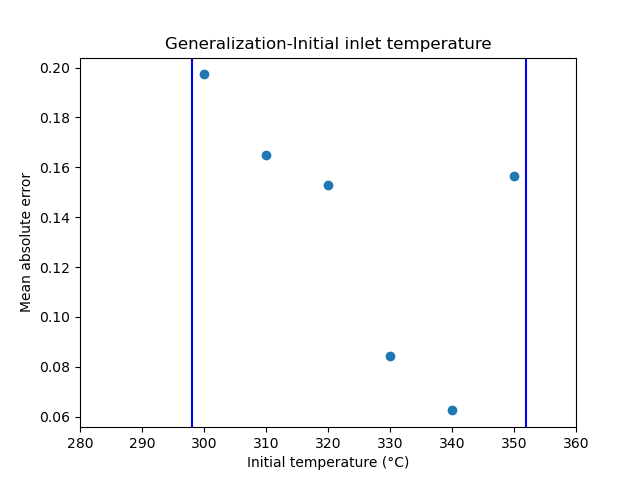 Generalization-Initial inlet temperature
0.20
0.18
0.16
0.14
0.12
0.10
0.08
0.06
Mean absolute error
280 290 300 310 320 330 340 350 360
Initial temperature (°C)